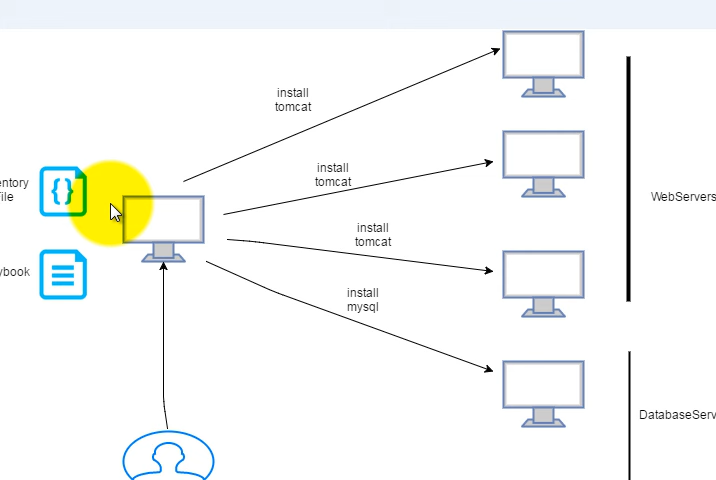 install
tomcat
install
tomcat
entory
file
WebServers
install
tomcat
ybook
install
mysql
DatabaseServ